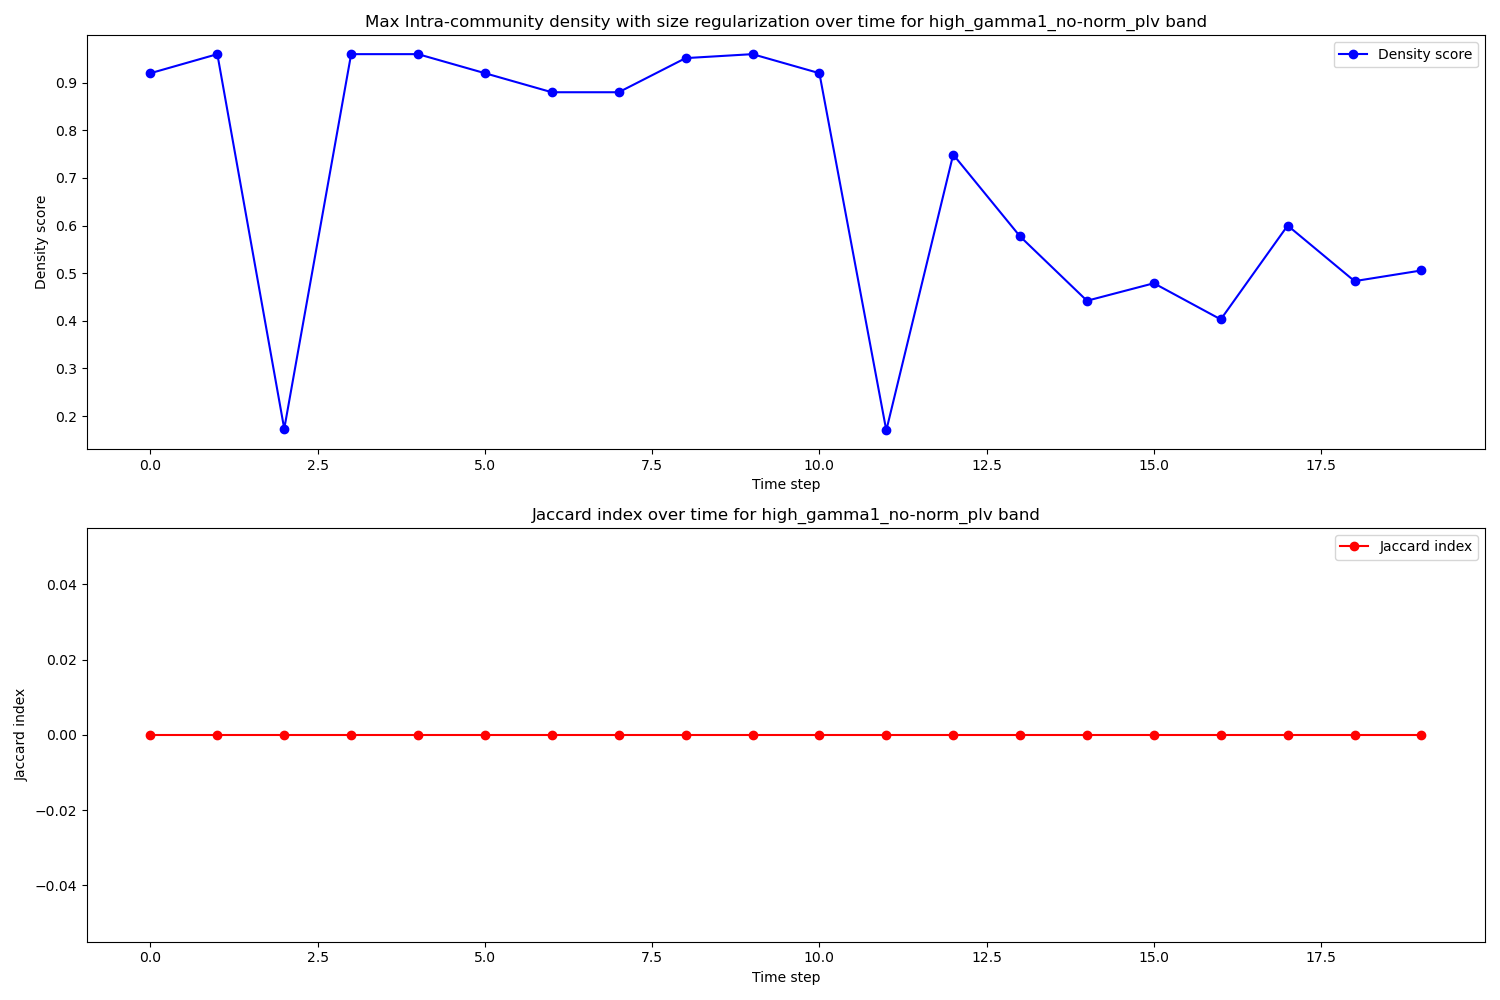 Max Intra-community density with size regularization over time for high_gamma1_no-norm_plv band
Density score
0.9
0.8
0.7
0.6
0.5
0.4
0.3
0.2
Density score
0.0 2.5 5.0 7.5 10.0 12.5 15.0 17.5
Time step
Jaccard index over time for high_gamma1_no-norm_plv band
Jaccard index
0.04
0.02
0.00
−0.02
−0.04
Jaccard index
0.0 2.5 5.0 7.5 10.0 12.5 15.0 17.5
Time step